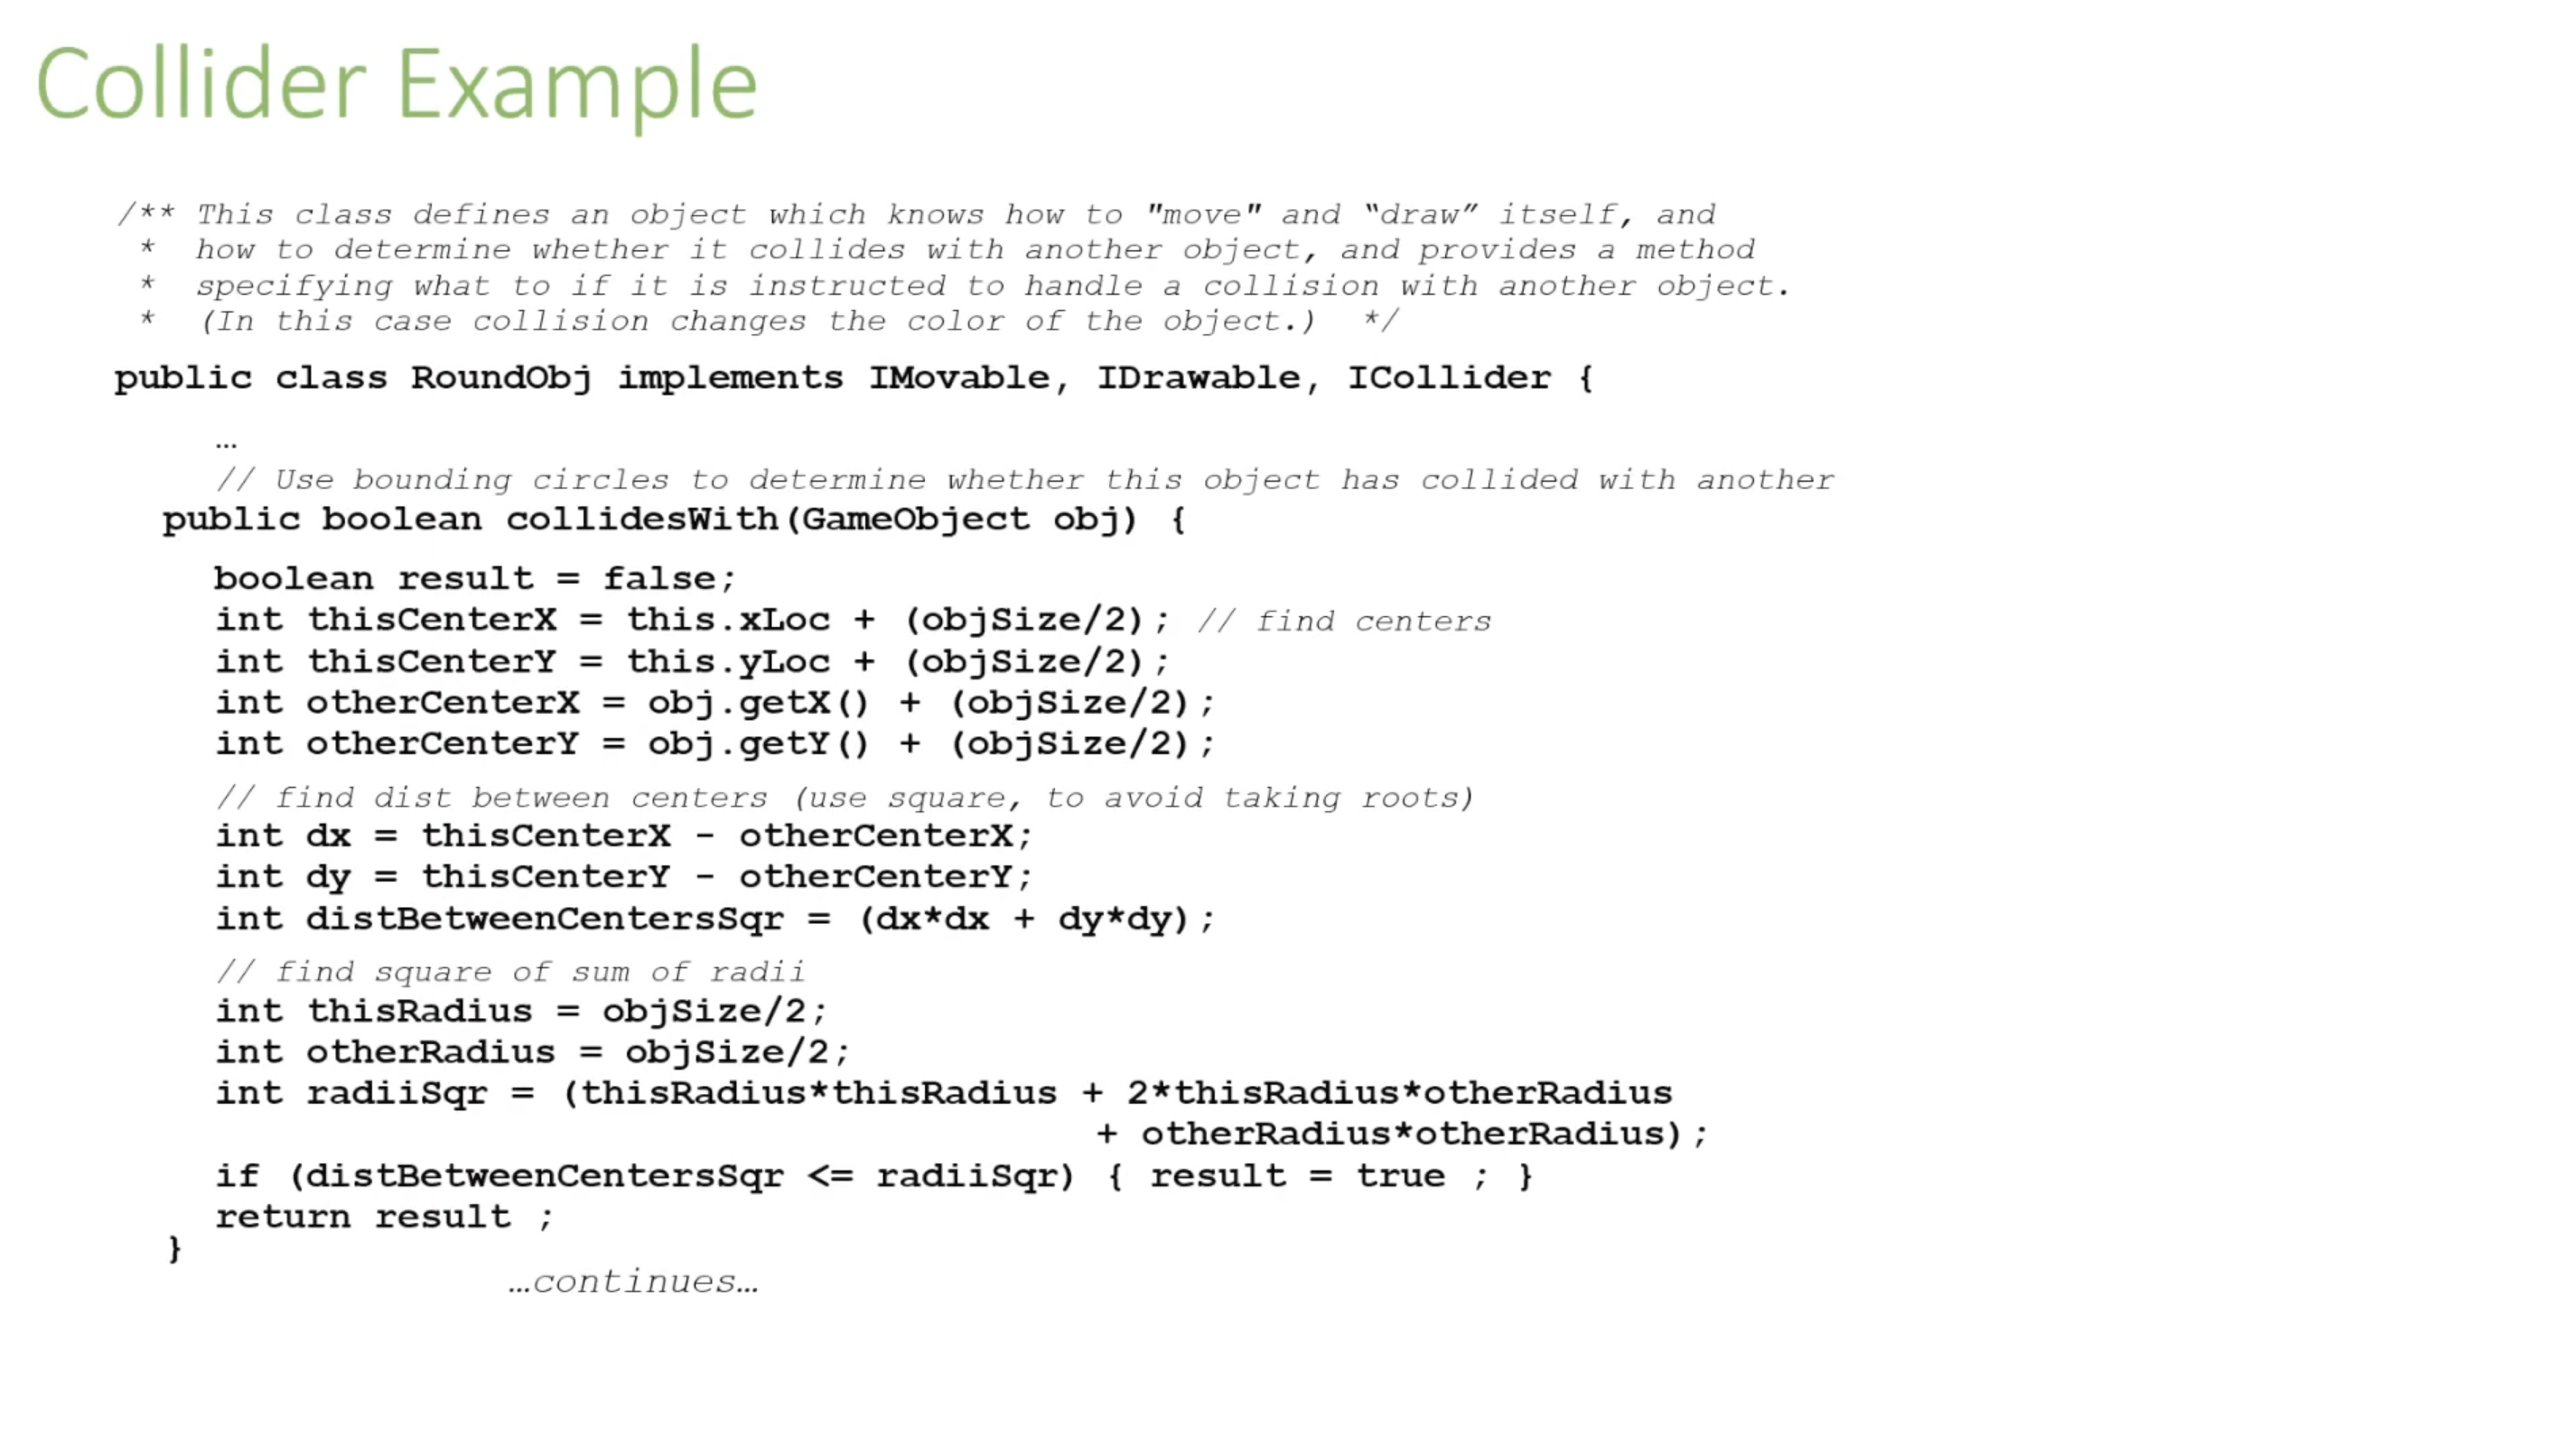 Collider Example
/** This class defines an object which knows how to "move" and “draw” itself, and
* how to determine whether it collides with another object, and provides a method
* specifying what to if it is instructed to handle a collision with another object.
* (In this case collision changes the color of the object.) */
public class RoundObj implements IMovable, IDrawable, ICollider {
…
// Use bounding circles to determine whether this object has collided with another
public boolean collidesWith(GameObject obj) {
boolean result = false;
int thisCenterX = this.xLoc + (objSize/2); // find centers
int thisCenterY = this.yLoc + (objSize/2);
int otherCenterX = obj.getX() + (objSize/2);
int otherCenterY = obj.getY() + (objSize/2);
// find dist between centers (use square, to avoid taking roots)
int dx = thisCenterX - otherCenterX;
int dy = thisCenterY - otherCenterY;
int distBetweenCentersSqr = (dx*dx + dy*dy);
// find square of sum of radii
int thisRadius = objSize/2;
int otherRadius = objSize/2;
int radiiSqr = (thisRadius*thisRadius + 2*thisRadius*otherRadius
+ otherRadius*otherRadius);
if (distBetweenCentersSqr <= radiiSqr) { result = true ; }
return result ;
}
…continues…